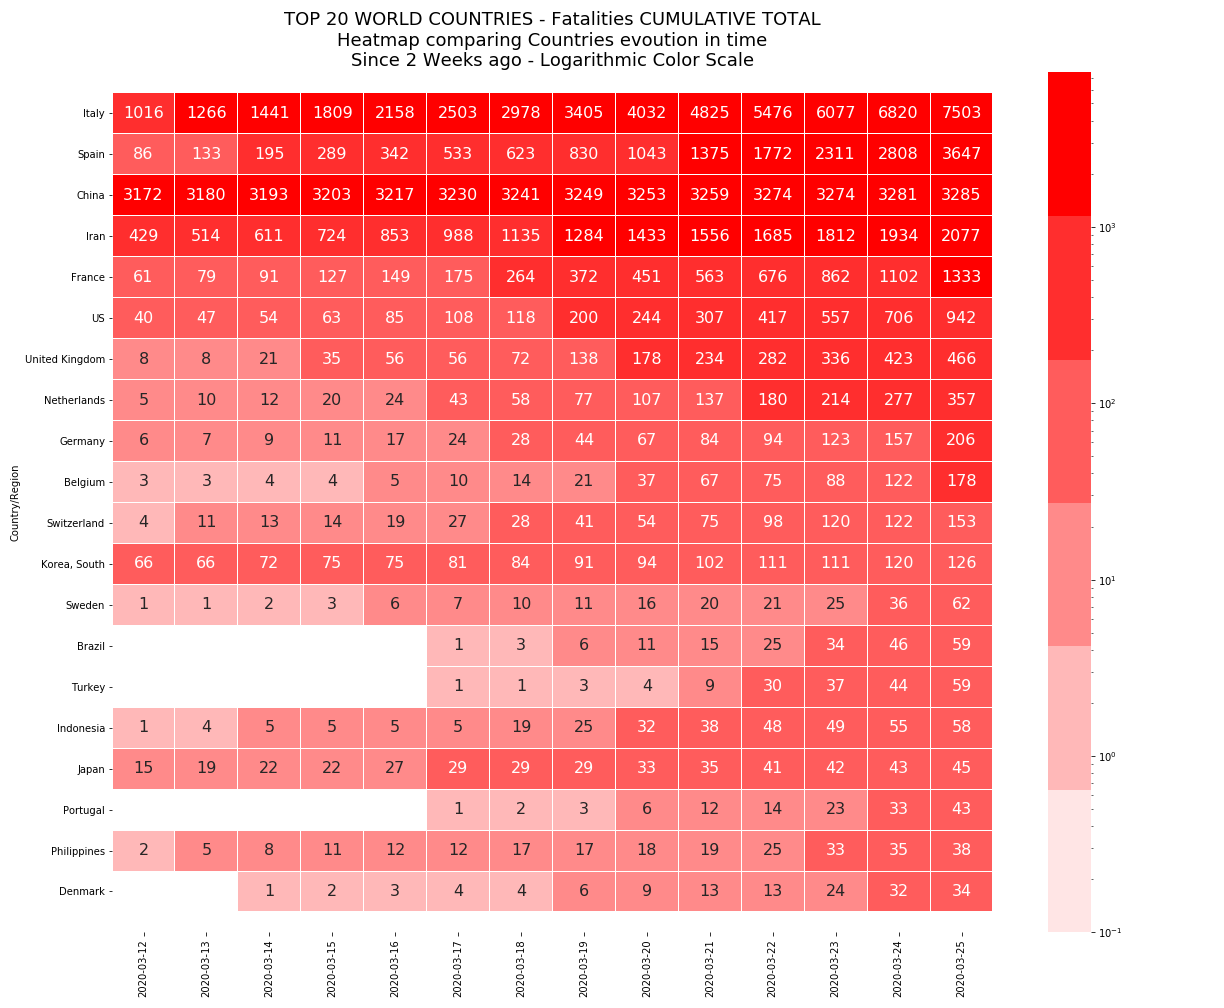 TOP 20 WORLD COUNTRIES - Fatalities CUMULATIVE TOTAL
Heatmap comparing Countries evoution in time
Since 2 Weeks ago - Logarithmic Color Scale
Country/Region
Italy 1016 1266 1441 1809 2158 2503 2978 3405 4032 4825 5476 6077 6820 7503
Spain 86 133 195 289 342 533 623 830 1043 1375 1772 2311 2808 3647
China 3172 3180 3193 3203 3217 3230 3241 3249 3253 3259 3274 3274 3281 3285
Iran 429 514 611 724 853 988 1135 1284 1433 1556 1685 1812 1934 2077
France 61 79 91 127 149 175 264 372 451 563 676 862 1102 1333
US 40 47 54 63 85 108 118 200 244 307 417 557 706 942
United Kingdom 8 8 21 35 56 56 72 138 178 234 282 336 423 466
Netherlands 5 10 12 20 24 43 58 77 107 137 180 214 277 357
Germany 6 7 9 11 17 24 28 44 67 84 94 123 157 206
Belgium 3 3 4 4 5 10 14 21 37 67 75 88 122 178
Switzerland 4 11 13 14 19 27 28 41 54 75 98 120 122 153
Korea, South 66 66 72 75 75 81 84 91 94 102 111 111 120 126
Sweden 1 1 2 3 6 7 10 11 16 20 21 25 36 62
Brazil 1 3 6 11 15 25 34 46 59
Turkey 1 1 3 4 9 30 37 44 59
Indonesia 1 4 5 5 5 5 19 25 32 38 48 49 55 58
Japan 15 19 22 22 27 29 29 29 33 35 41 42 43 45
Portugal 1 2 3 6 12 14 23 33 43
Philippines 2 5 8 11 12 12 17 17 18 19 25 33 35 38
Denmark 1 2 3 4 4 6 9 13 13 24 32 34
2020-03-12 2020-03-13 2020-03-14 2020-03-15 2020-03-16 2020-03-17 2020-03-18 2020-03-19 2020-03-20 2020-03-21 2020-03-22 2020-03-23 2020-03-24 2020-03-25
10³
10²
10¹
10⁰
10⁻¹